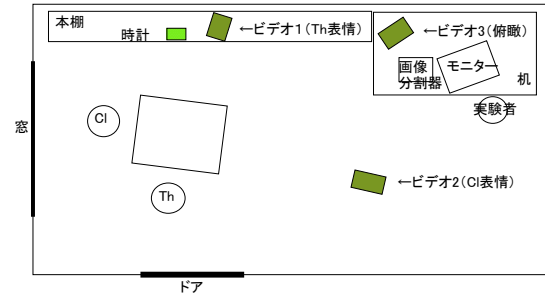 本棚
時計
←ビデオ1(Th表情)
←ビデオ3(俯瞰)
画像
分割器
モニター
机
実験者
窓
Cl
Th
←ビデオ2(Cl表情)
ドア